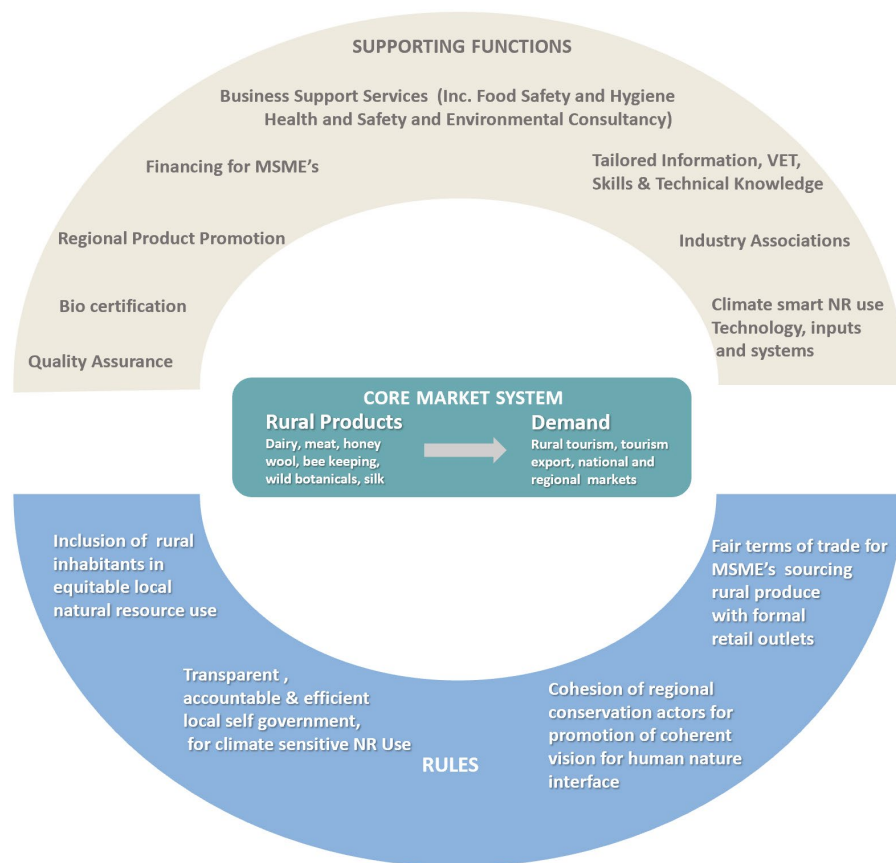 SUPPORTING FUNCTIONS
Business Support Services (Inc. Food Safety and Hygiene
Health and Safety and Environmental Consultancy)
Financing for MSME's
Tailored Information, VET,
Skills & Technical Knowledge
Regional Product Promotion
Industry Associations
Bio certification
Climate smart NR use
Technology, inputs
and systems
Quality Assurance
CORE MARKET SYSTEM
Rural Products
Dairy, meat, honey
wool, bee keeping,
wild botanicals, silk
Demand
Rural tourism, tourism
export, national and
regional markets
Inclusion of rural
inhabitants in
equitable local
natural resource use
Fair terms of trade for
MSME's sourcing
rural produce
with formal
retail outlets
Transparent ,
accountable & efficient
local self government,
for climate sensitive NR Use
Cohesion of regional
conservation actors for
promotion of coherent
vision for human nature
interface
RULES